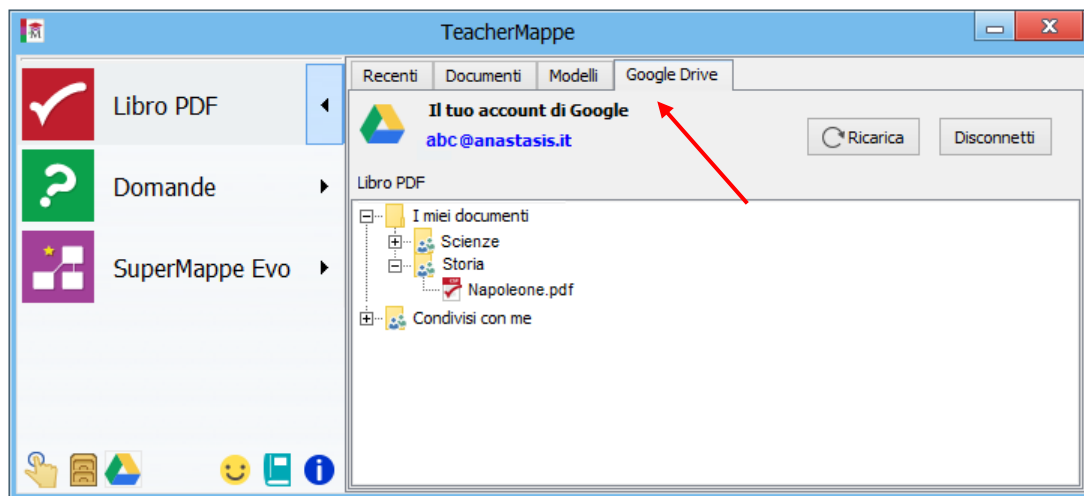 TeacherMappe
Libro PDF
Domande
SuperMappe Evo
Recenti Documenti Modelli Google Drive
Il tuo account di Google
abc@anastasis.it
Ricarica Disconnetti
Libro PDF
I miei documenti
Scienze
Storia
Napoleone.pdf
Condivisi con me